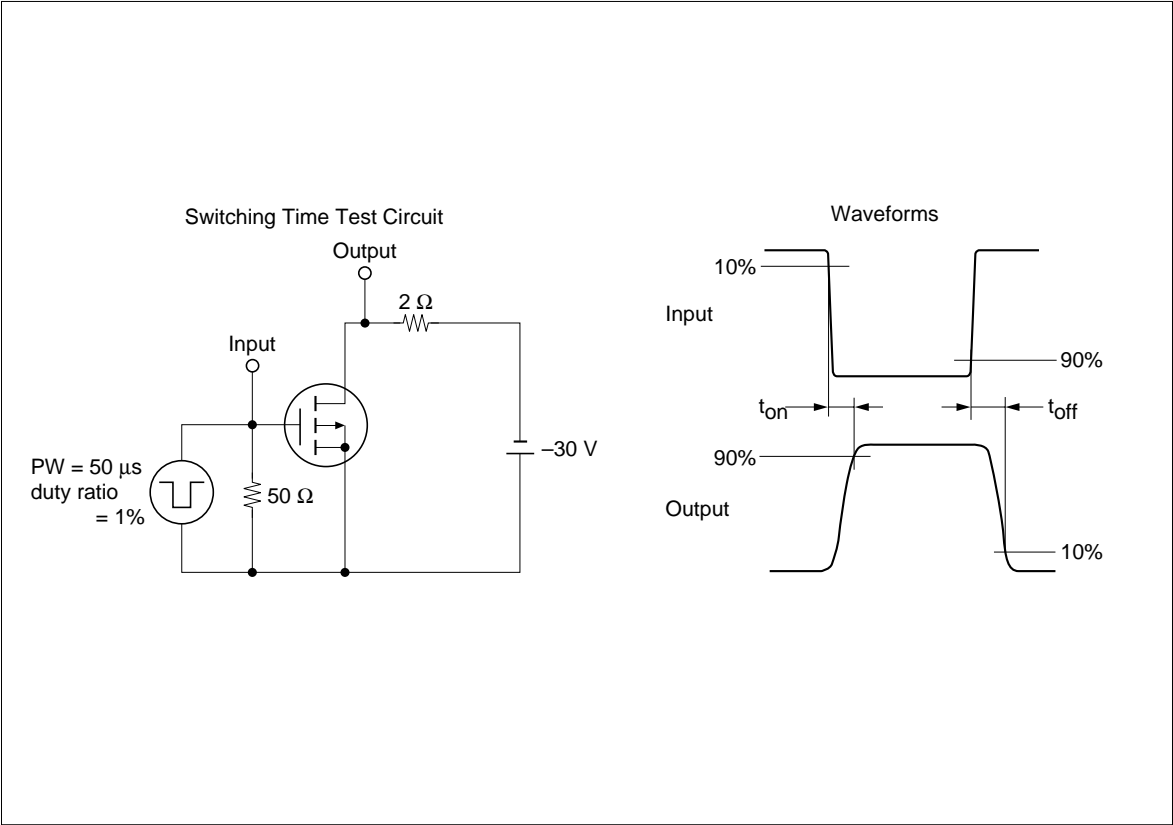 Switching Time Test Circuit
Output
2 Ω
Input
–30 V
PW = 50 µs
duty ratio
= 1%
50 Ω
Waveforms
10%
Input
90%
ton
toff
90%
Output
10%